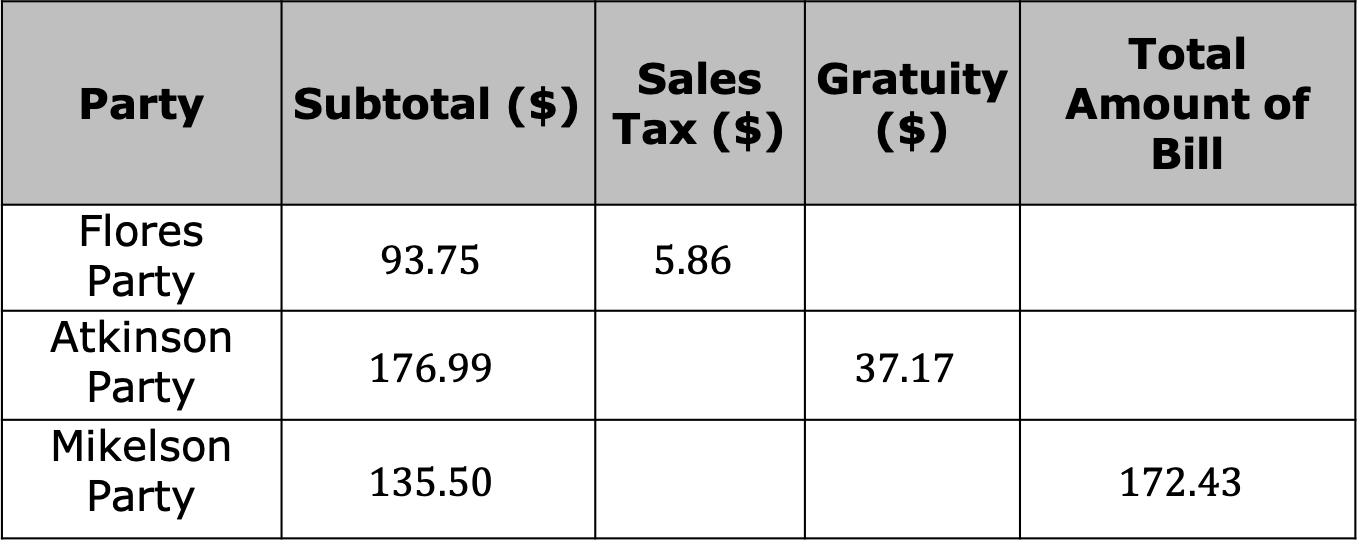 Party Subtotal ($) Sales Tax ($) Gratuity ($) Total Amount of Bill
Flores Party 93.75 5.86
Atkinson Party 176.99 37.17
Mikelson Party 135.50 172.43